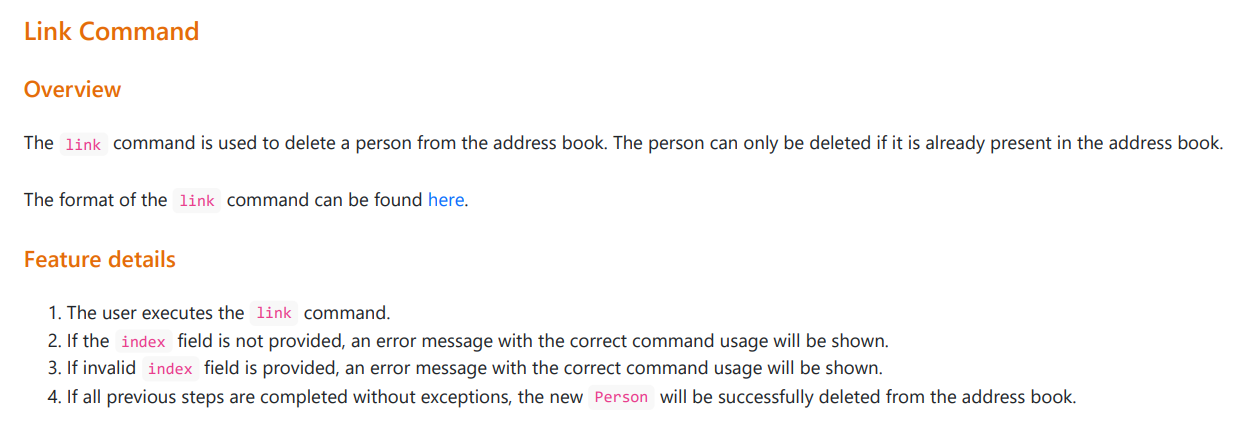 Link Command
Overview
The link command is used to delete a person from the address book. The person can only be deleted if it is already present in the address book.
The format of the link command can be found here.
Feature details
1. The user executes the link command.
2. If the index field is not provided, an error message with the correct command usage will be shown.
3. If invalid index field is provided, an error message with the correct command usage will be shown.
4. If all previous steps are completed without exceptions, the new Person will be successfully deleted from the address book.